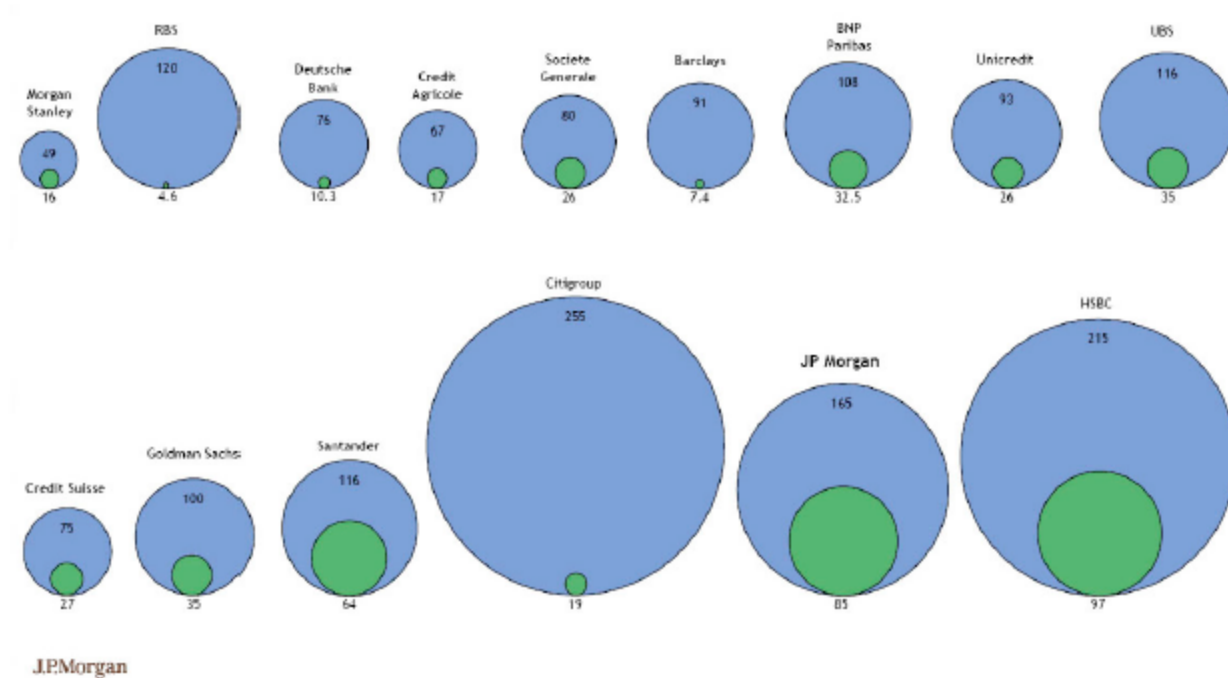 RBS
120
4.6
Morgan
Stanley
49
16
Deutsche
Bank
76
10.3
Credit
Agricole
67
17
Societe
Generale
80
26
Barclays
91
7.4
BNP
Paribas
108
32.5
Unicredit
93
26
UBS
116
35
Credit Suisse
75
27
Goldman Sachs
100
35
Santander
116
64
Citigroup
255
19
JP Morgan
165
85
HSBC
215
97
J.P.Morgan